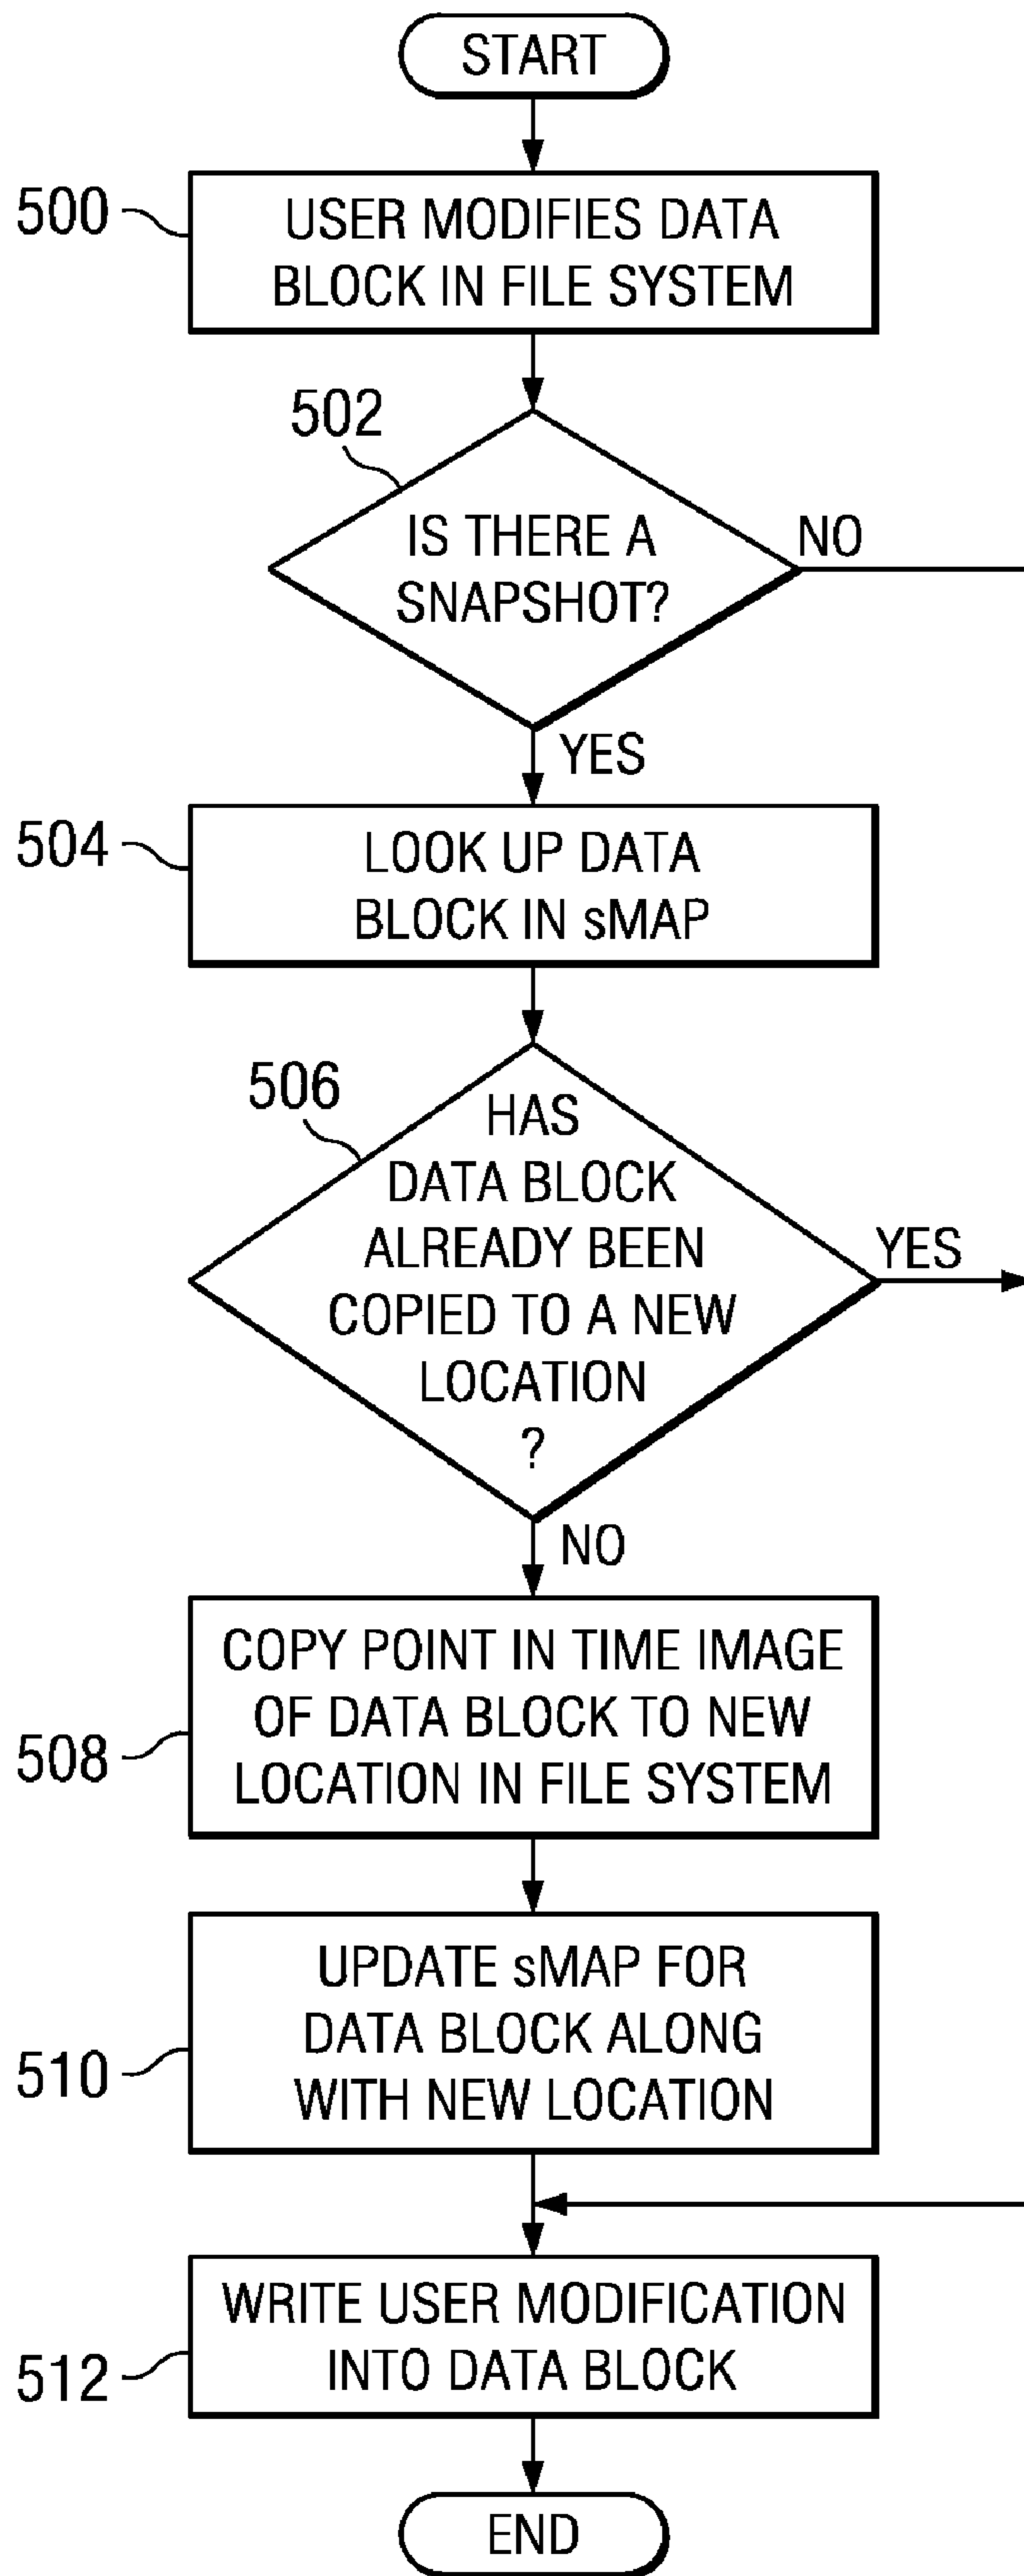 START
500
USER MODIFIES DATA
BLOCK IN FILE SYSTEM
502
IS THERE A
SNAPSHOT?
NO
YES
504
LOOK UP DATA
BLOCK IN sMAP
506
HAS
DATA BLOCK
ALREADY BEEN
COPIED TO A NEW
LOCATION
?
YES
NO
508
COPY POINT IN TIME IMAGE
OF DATA BLOCK TO NEW
LOCATION IN FILE SYSTEM
510
UPDATE sMAP FOR
DATA BLOCK ALONG
WITH NEW LOCATION
512
WRITE USER MODIFICATION
INTO DATA BLOCK
END